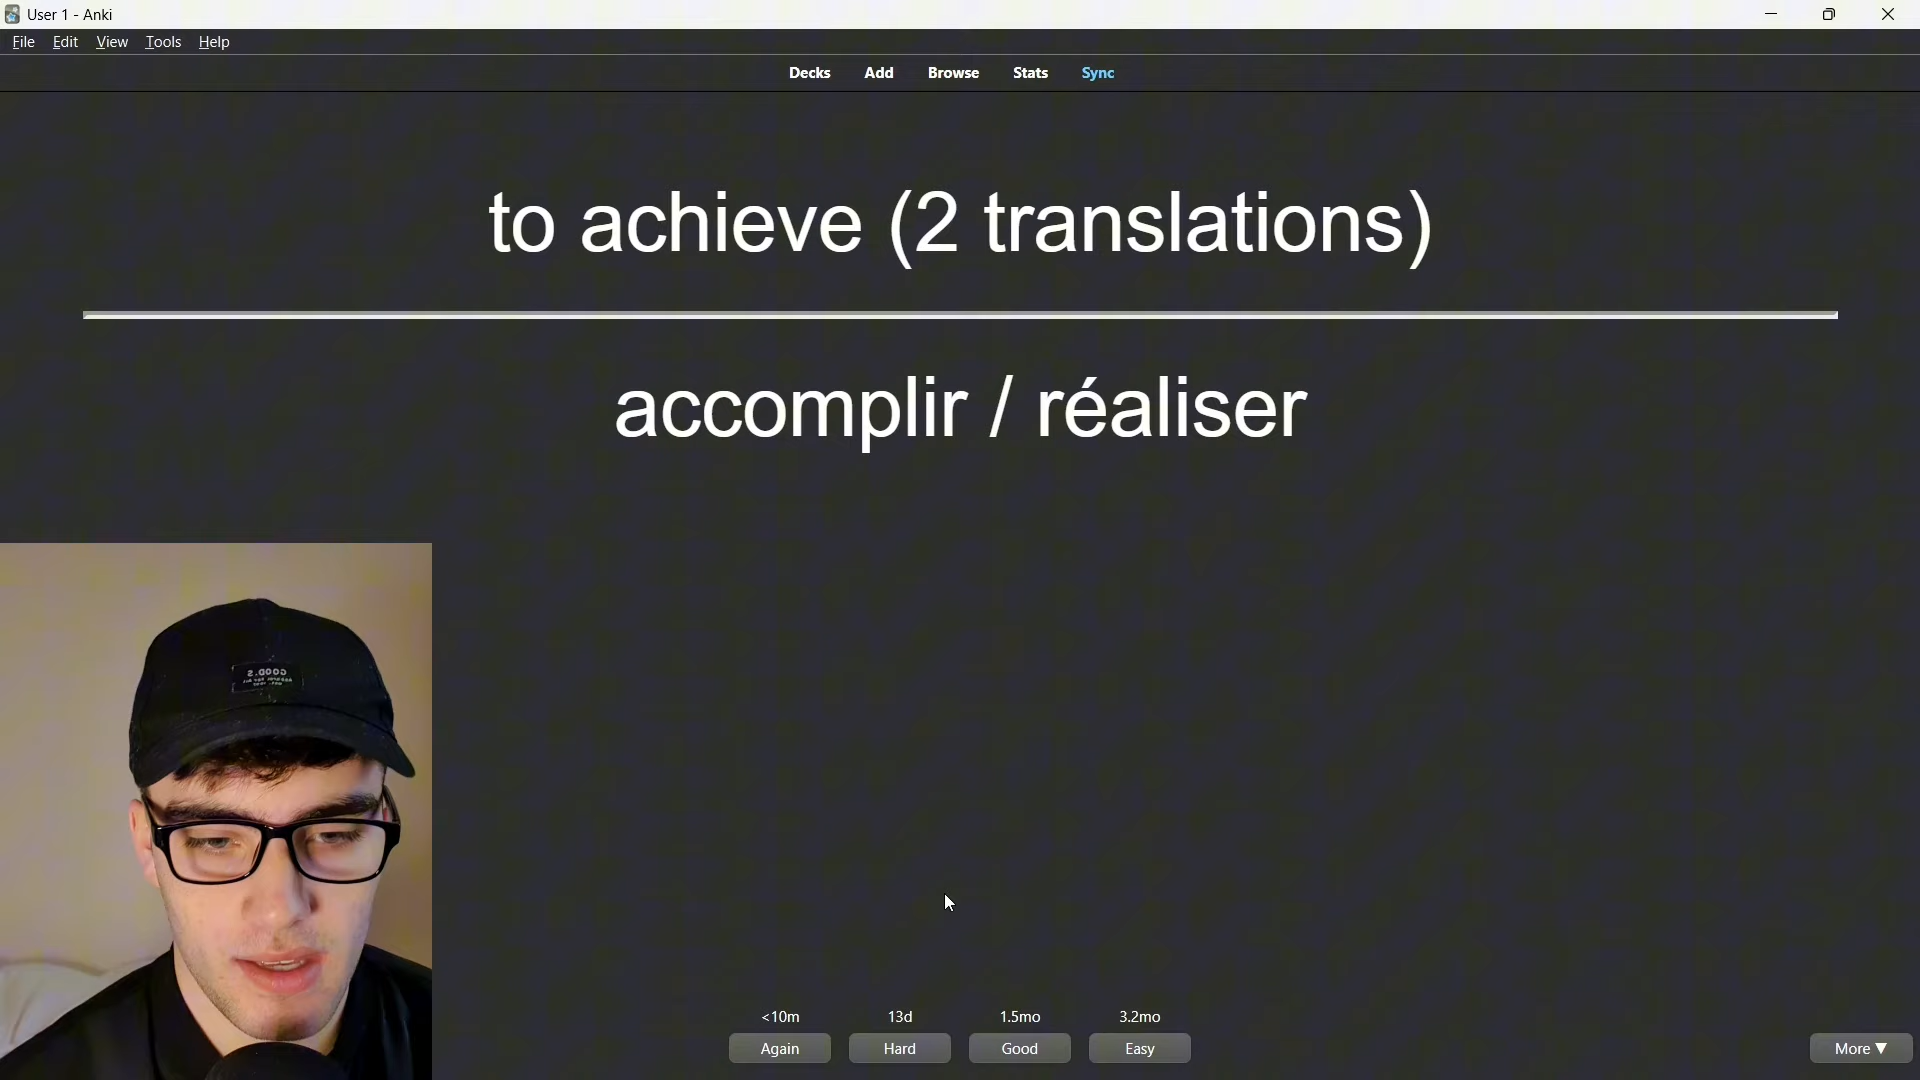 User 1 - Anki
File Edit View Tools Help
Decks Add Browse Stats Sync
to achieve (2 translations)
accomplir / réaliser
GOOD.S
<10m 13d 1.5mo 3.2mo
Again Hard Good Easy More ▼